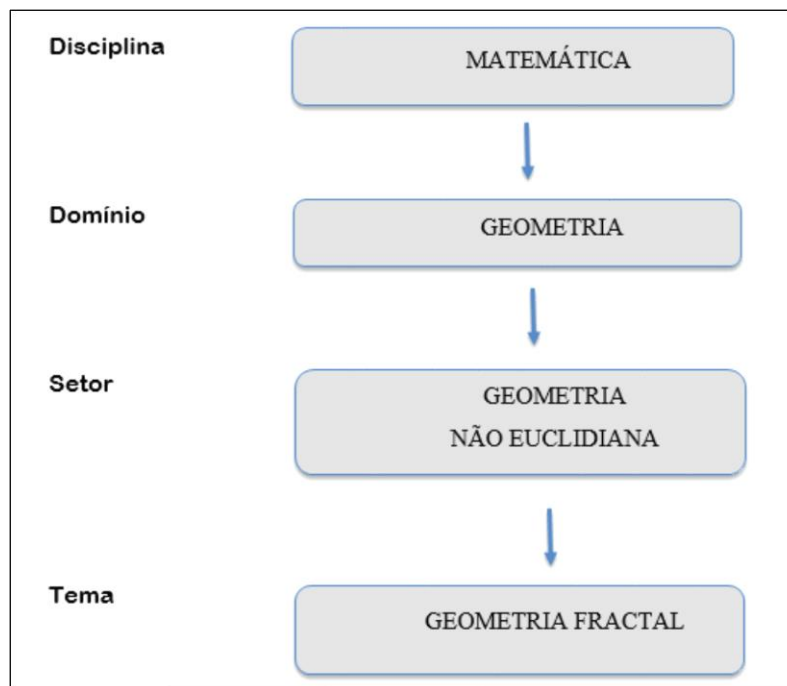 Disciplina
MATEMÁTICA
Domínio
GEOMETRIA
Setor
GEOMETRIA
NÃO EUCLIDIANA
Tema
GEOMETRIA FRACTAL